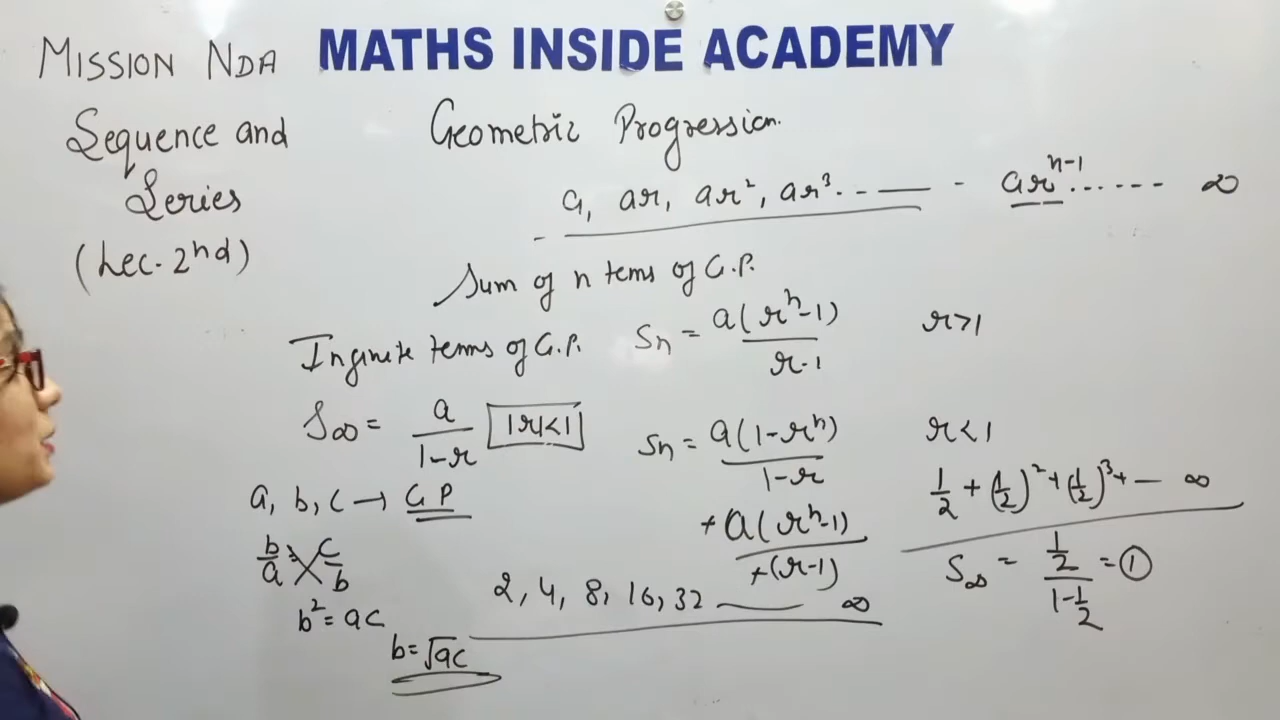 MISSION NDA
MATHS INSIDE ACADEMY
Sequence and
Series
(Lec. 2nd)
Geometric Progression.
a, ar, ar², ar³ - - —— - arⁿ⁻¹ ...... ∞
Sum of n tems of G.P.
Sn = a(rⁿ-1) / r-1    r>1
Infinite terms of G.P.
S∞ = a / 1-r    |r|<1
Sn = a(1-rⁿ) / 1-r    r<1
+a(rⁿ-1) / +(r-1)
a, b, c → GP
b/a = c/b
b² = ac
b = √ac
2, 4, 8, 16, 32 —— ∞
1/2 + (1/2)² + (1/2)³ + — ∞
S∞ = 1/2 / 1-1/2 = 1